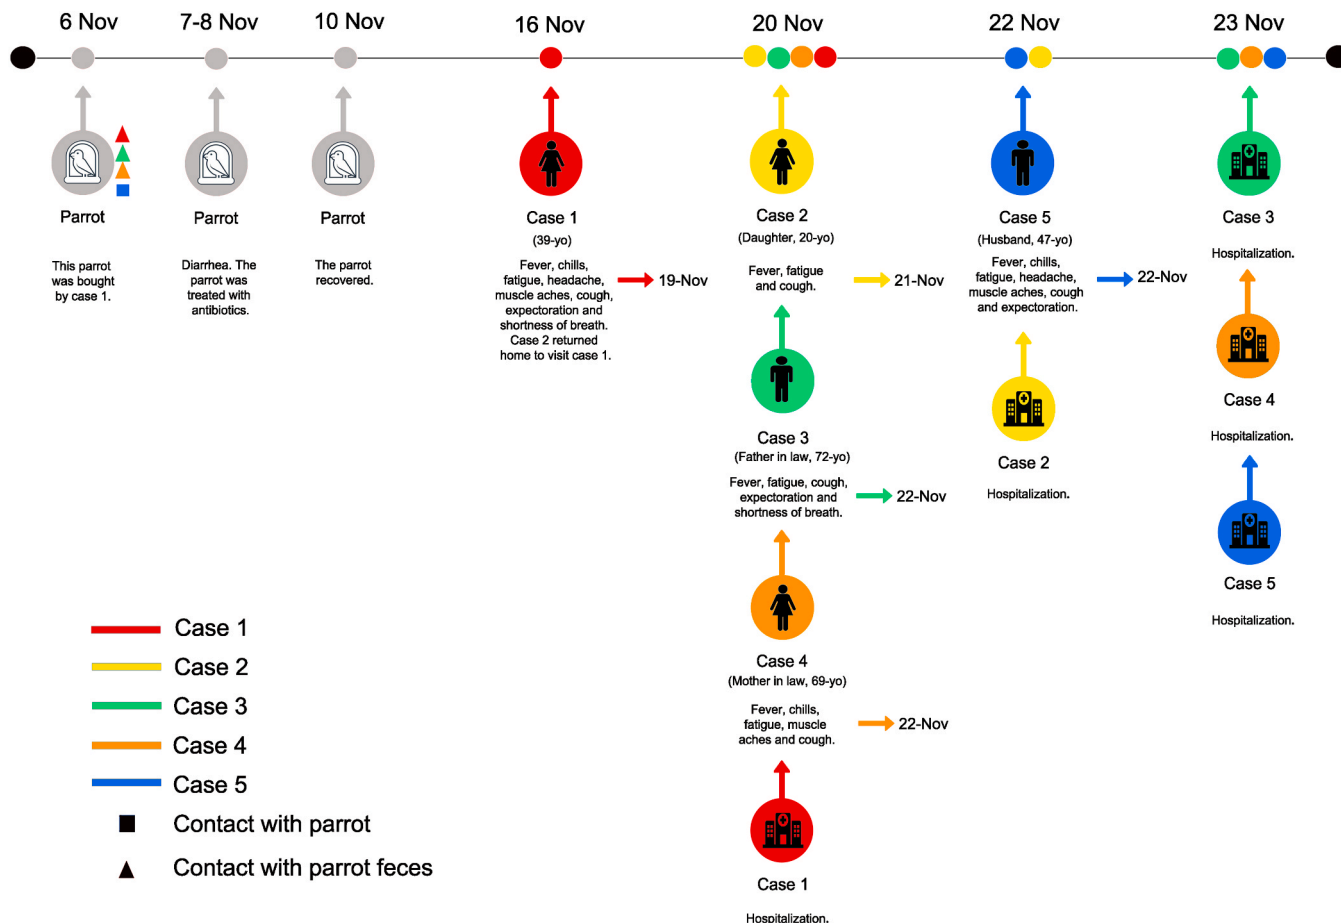 6 Nov
7-8 Nov
10 Nov
16 Nov
20 Nov
22 Nov
23 Nov
Parrot
This parrot
was bought
by case 1.
Parrot
Diarrhea. The
parrot was
treated with
antibiotics.
Parrot
The parrot
recovered.
Case 1
(39-yo)
Fever, chills,
fatigue, headache,
muscle aches, cough,
expectoration and
shortness of breath.
Case 2 returned
home to visit case 1.
19-Nov
Case 2
(Daughter, 20-yo)
Fever, fatigue
and cough.
21-Nov
Case 3
(Father in law, 72-yo)
Fever, fatigue, cough,
expectoration and
shortness of breath.
22-Nov
Case 4
(Mother in law, 69-yo)
Fever, chills,
fatigue, muscle
aches and cough.
22-Nov
Case 1
Hospitalization.
Case 5
(Husband, 47-yo)
Fever, chills,
fatigue, headache,
muscle aches, cough
and expectoration.
22-Nov
Case 2
Hospitalization.
Case 3
Hospitalization.
Case 4
Hospitalization.
Case 5
Hospitalization.
Case 1
Case 2
Case 3
Case 4
Case 5
Contact with parrot
Contact with parrot feces